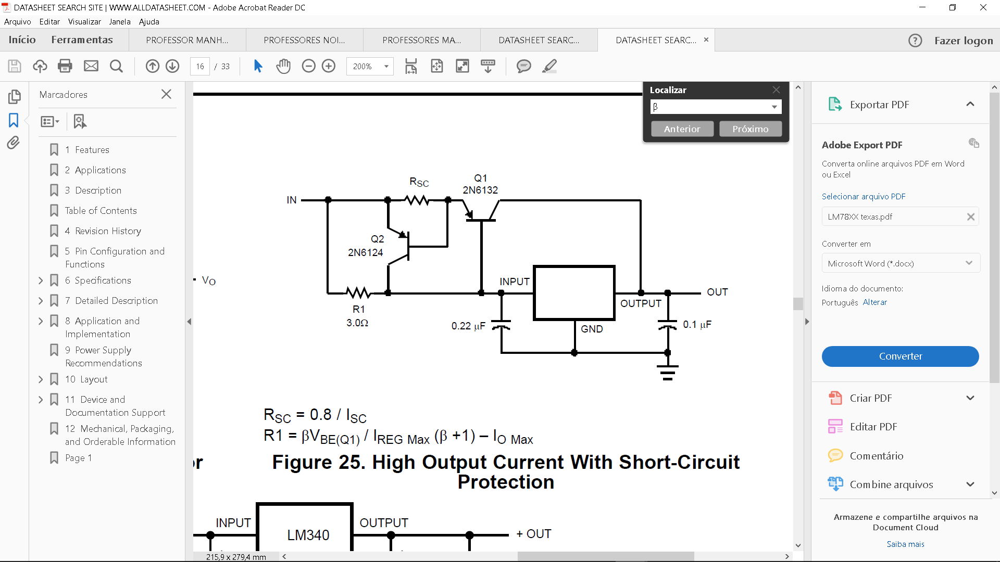 DATASHEET SEARCH SITE | WWW.ALLDATASHEET.COM - Adobe Acrobat Reader DC
Arquivo Editar Visualizar Janela Ajuda
Início Ferramentas PROFESSOR MANH... PROFESSORES NOI... PROFESSORES MA... DATASHEET SEARC... DATASHEET SEARC... Fazer logon
16 / 33 200%
Marcadores
1 Features
2 Applications
3 Description
Table of Contents
4 Revision History
5 Pin Configuration and
Functions
6 Specifications
7 Detailed Description
8 Application and
Implementation
9 Power Supply
Recommendations
10 Layout
11 Device and
Documentation Support
12 Mechanical, Packaging,
and Orderable Information
Page 1
Localizar
β
Anterior Próximo
RSC
Q1
2N6132
IN
Q2
2N6124
VO
INPUT
OUT
OUTPUT
R1
3.0Ω
0.22 µF
GND
0.1 µF
RSC = 0.8 / ISC
R1 = βVBE(Q1) / IREG Max (β +1) – IO Max
or
Figure 25. High Output Current With Short-Circuit
Protection
INPUT
LM340
OUTPUT
+ OUT
215,9 x 279,4 mm
Exportar PDF
Adobe Export PDF
Converta online arquivos PDF em Word
ou Excel
Selecionar arquivo PDF
LM78XX texas.pdf
Converter em
Microsoft Word (*.docx)
Idioma do documento:
Português Alterar
Converter
Criar PDF
Editar PDF
Comentário
Combine arquivos
Armazene e compartilhe arquivos na
Document Cloud
Saiba mais